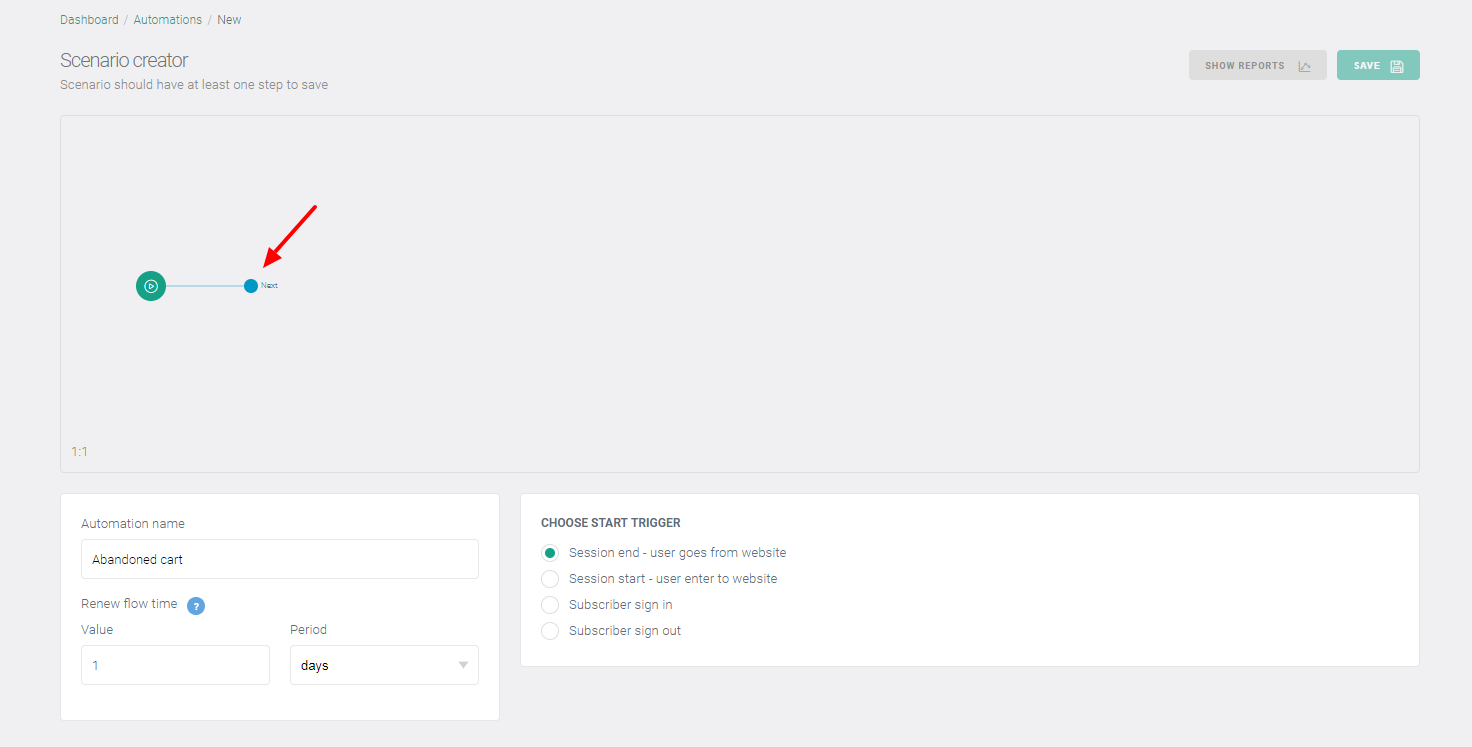 Dashboard / Automations / New
Scenario creator
Scenario should have at least one step to save
SHOW REPORTS
SAVE
Next
1:1
Automation name
Abandoned cart
Renew flow time ?
Value
Period
1
days
CHOOSE START TRIGGER
Session end - user goes from website
Session start - user enter to website
Subscriber sign in
Subscriber sign out